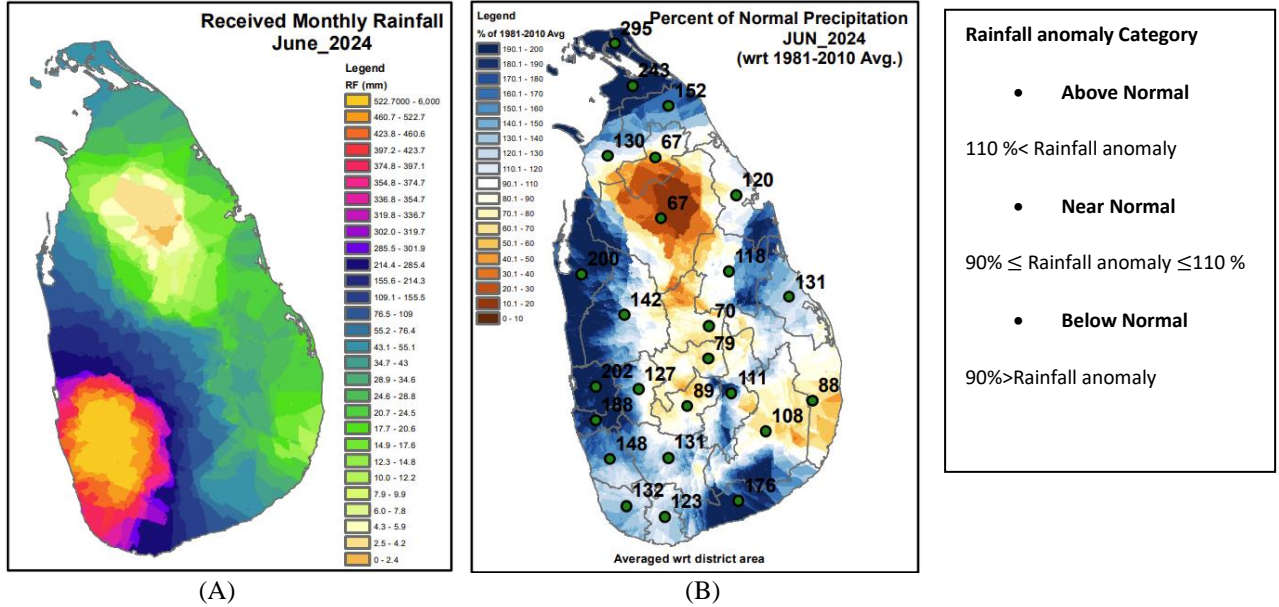 Received Monthly Rainfall
June_2024
Legend
RF (mm)
522.7000 - 6,000
460.7 - 522.7
423.8 - 460.6
397.2 - 423.7
374.8 - 397.1
354.8 - 374.7
336.8 - 354.7
319.8 - 336.7
302.0 - 319.7
285.5 - 301.9
214.4 - 285.4
155.6 - 214.3
109.1 - 155.5
76.5 - 109
55.2 - 76.4
43.1 - 55.1
34.7 - 43
28.9 - 34.6
24.6 - 28.8
20.7 - 24.5
17.7 - 20.6
14.9 - 17.6
12.3 - 14.8
10.0 - 12.2
7.9 - 9.9
6.0 - 7.8
4.3 - 5.9
2.5 - 4.2
0 - 2.4
(A)
Legend
% of 1981-2010 Avg
190.1 - 200
180.1 - 190
170.1 - 180
160.1 - 170
150.1 - 160
140.1 - 150
130.1 - 140
120.1 - 130
110.1 - 120
90.1 - 110
80.1 - 90
70.1 - 80
60.1 - 70
50.1 - 60
40.1 - 50
30.1 - 40
20.1 - 30
10.1 - 20
0 - 10
Percent of Normal Precipitation
JUN_2024
(wrt 1981-2010 Avg.)
295
243
152
130
67
120
67
200
118
131
142
70
79
202
127
111
88
89
188
108
148
131
176
132
123
Averaged wrt district area
(B)
Rainfall anomaly Category
• Above Normal
110 %< Rainfall anomaly
• Near Normal
90% ≤ Rainfall anomaly ≤110 %
• Below Normal
90%>Rainfall anomaly